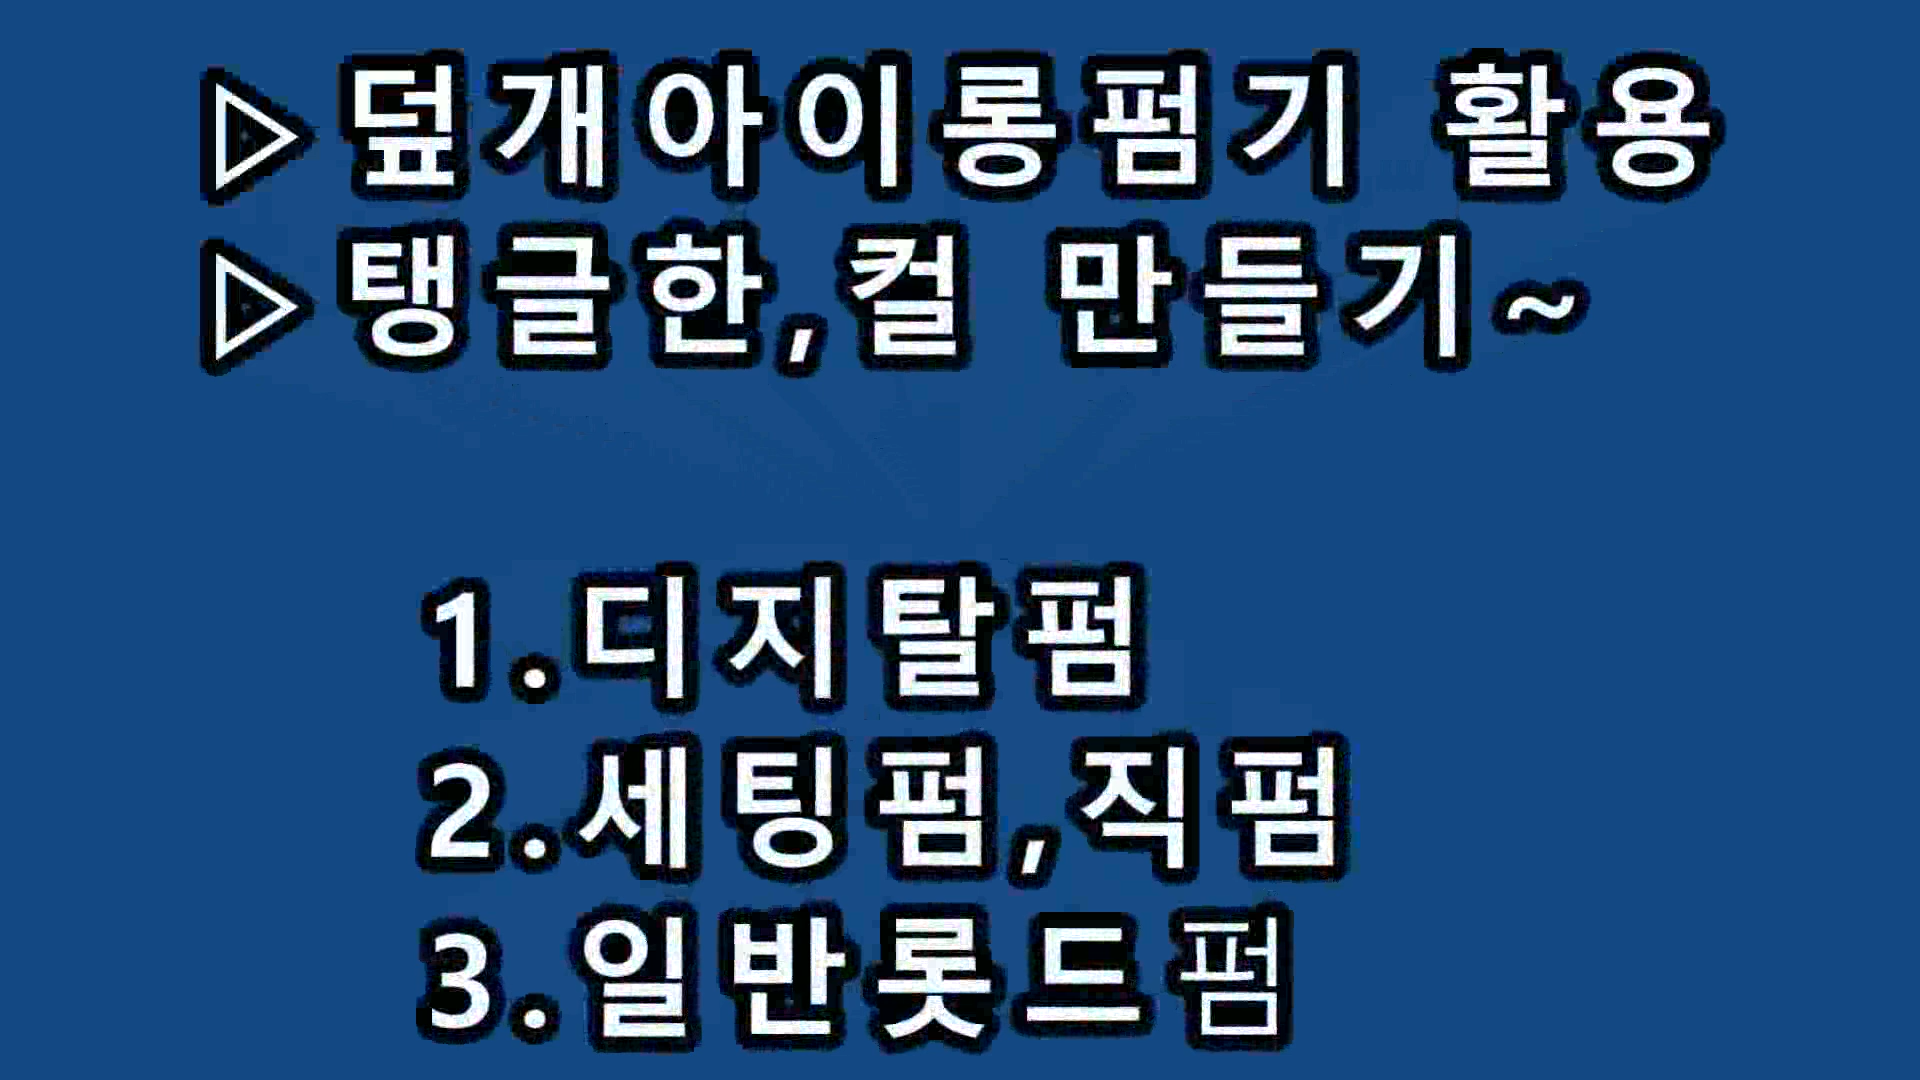 ▷덮개아이롱펌기 활용
▷탱글한,컬 만들기~
1.디지탈펌
2.세팅펌,직펌
3.일반롯드펌